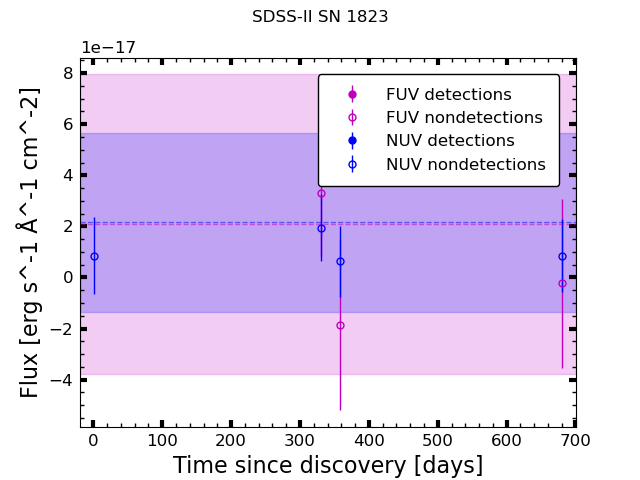 SDSS-II SN 1823
1e−17
8
6
4
2
0
−2
−4
Flux [erg s^-1 Å^-1 cm^-2]
FUV detections
FUV nondetections
NUV detections
NUV nondetections
0 100 200 300 400 500 600 700
Time since discovery [days]